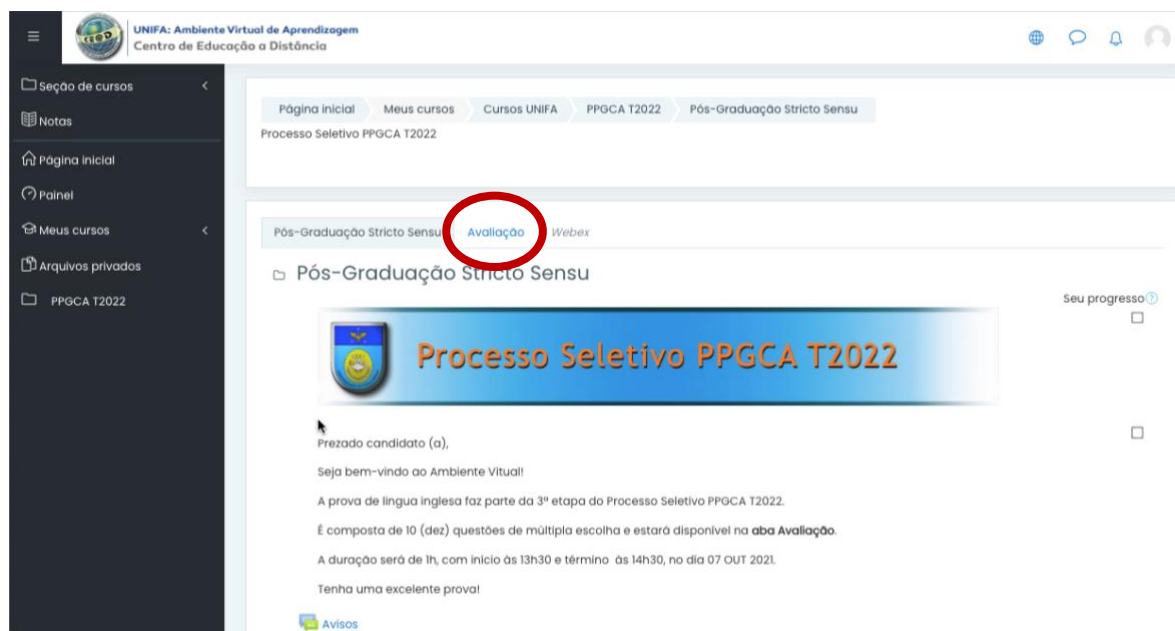 UNIFA: Ambiente Virtual de Aprendizagem
Centro de Educação a Distância
Seção de cursos
Notas
Página inicial
Painel
Meus cursos
Arquivos privados
PPGCA T2022
Página inicial Meus cursos Cursos UNIFA PPGCA T2022 Pós-Graduação Stricto Sensu
Processo Seletivo PPGCA T2022
Pós-Graduação Stricto Sensu Avaliação Webex
Pós-Graduação Stricto Sensu
Seu progresso
Processo Seletivo PPGCA T2022
Prezado candidato (a),
Seja bem-vindo ao Ambiente Vitual!
A prova de língua inglesa faz parte da 3ª etapa do Processo Seletivo PPGCA T2022.
É composta de 10 (dez) questões de múltipla escolha e estará disponível na aba Avaliação.
A duração será de 1h, com início às 13h30 e término às 14h30, no dia 07 OUT 2021.
Tenha uma excelente prova!
Avisos